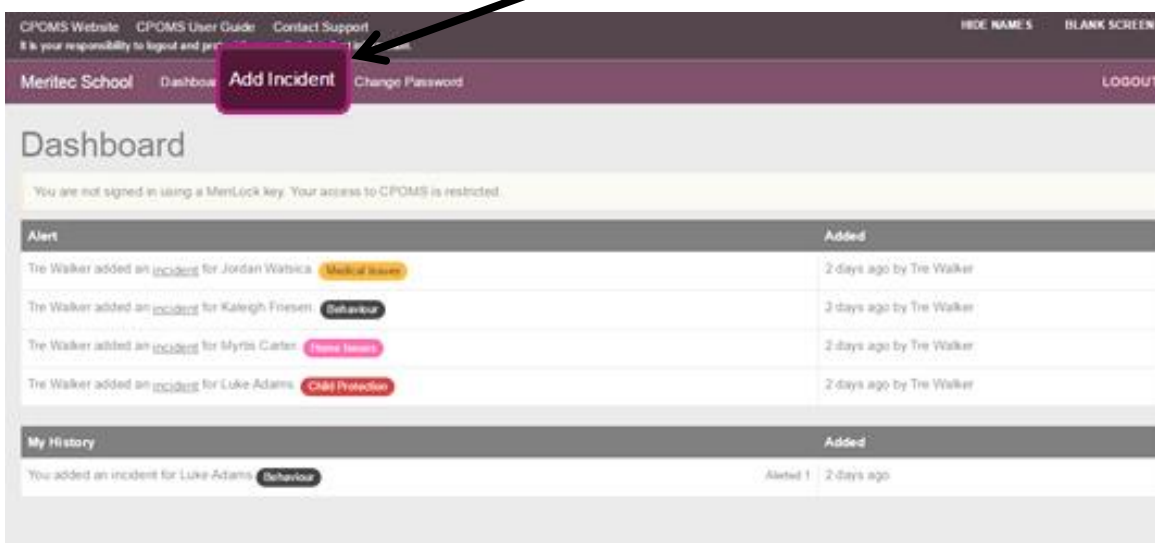 CPOMS Website CPOMS User Guide Contact Support HIDE NAMES BLANK SCREEN
It is your responsibility to logout and
Meritec School Dashboar Add Incident Change Password LOGOUT
Dashboard
You are not signed in using a MeriLock key. Your access to CPOMS is restricted.
Alert Added
Tre Walker added an incident for Jordan Watsica Medical Issues 2 days ago by Tre Walker
Tre Walker added an incident for Kaleigh Friesen Behaviour 2 days ago by Tre Walker
Tre Walker added an incident for Myrtis Carter Home Issues 2 days ago by Tre Walker
Tre Walker added an incident for Luke Adams Child Protection 2 days ago by Tre Walker
My History Added
You added an incident for Luke Adams Behaviour Alerted 1 2 days ago